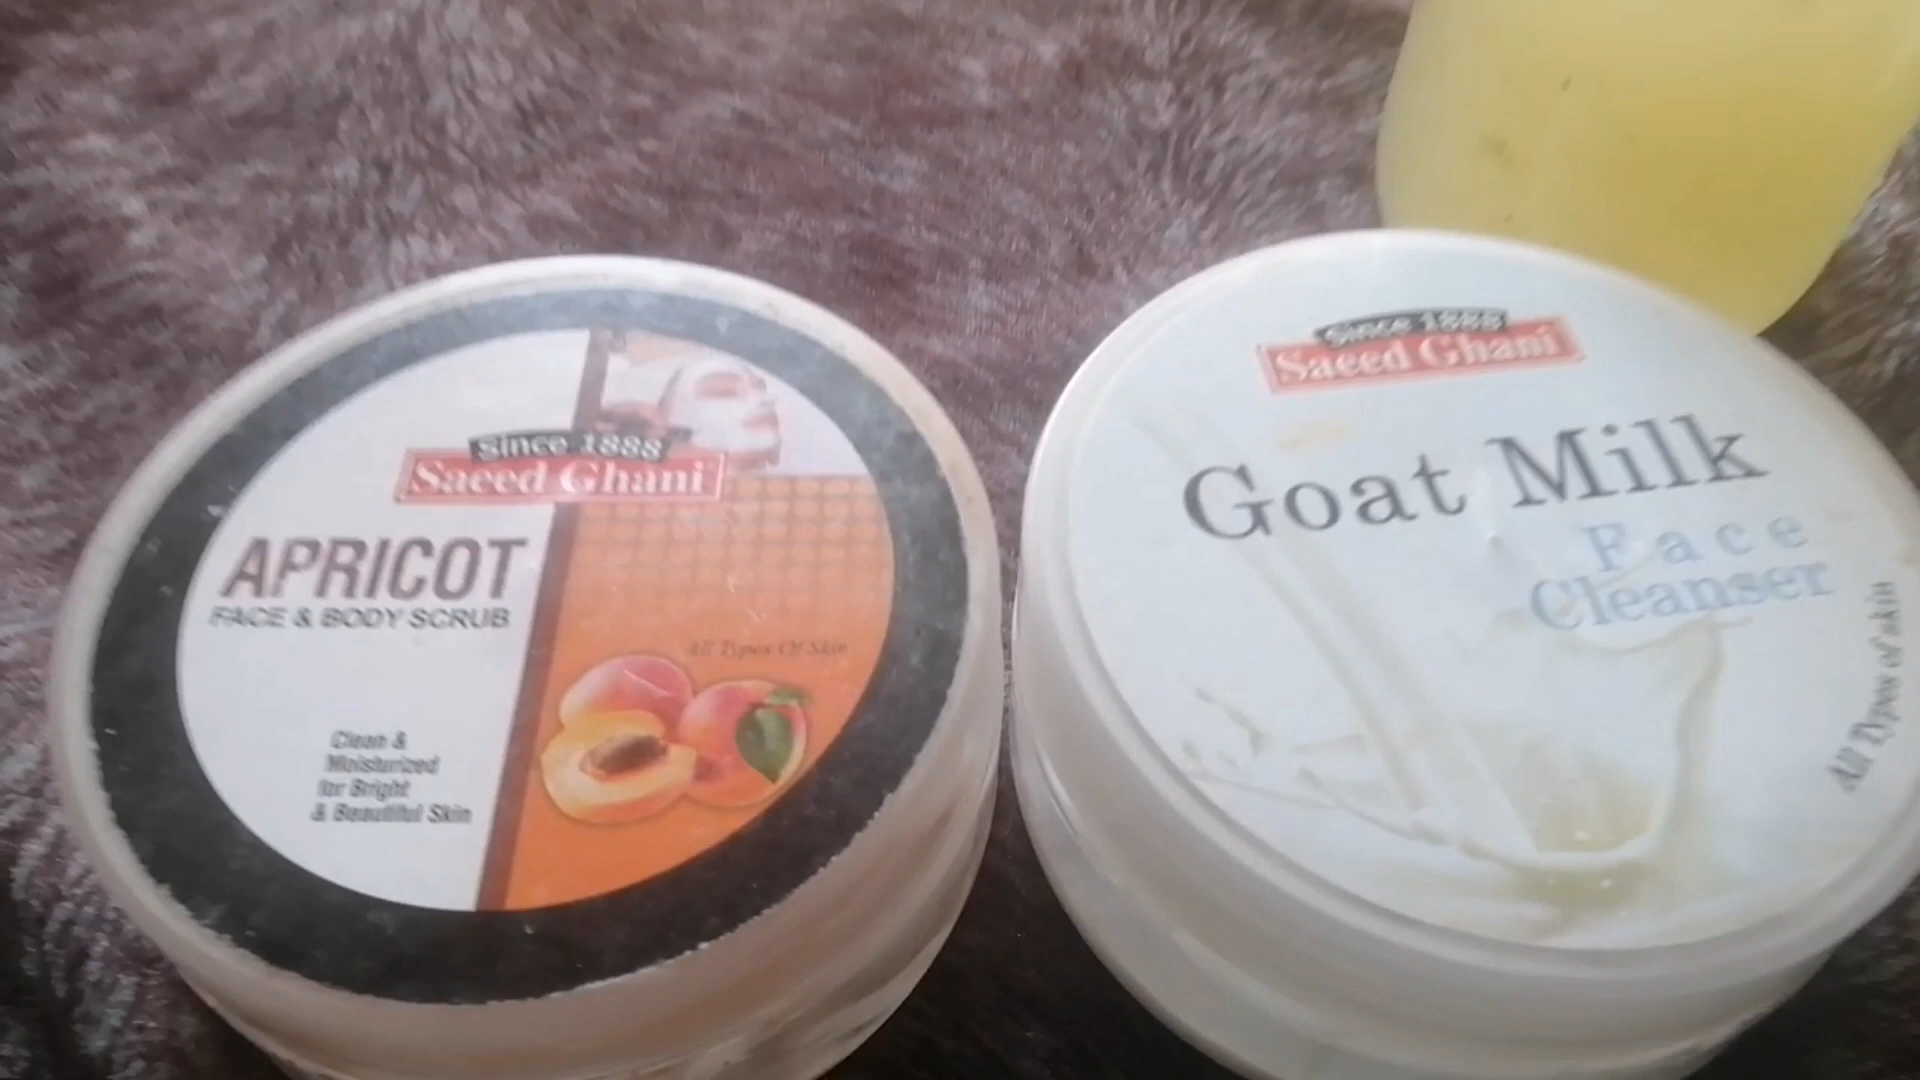 Since 1888
Saeed Ghani
APRICOT
FACE & BODY SCRUB
All Types Of Skin
Clean &
Moisturized
for Bright
& Beautiful Skin
Since 1888
Saeed Ghani
Goat Milk
Face
Cleanser
All Types of skin